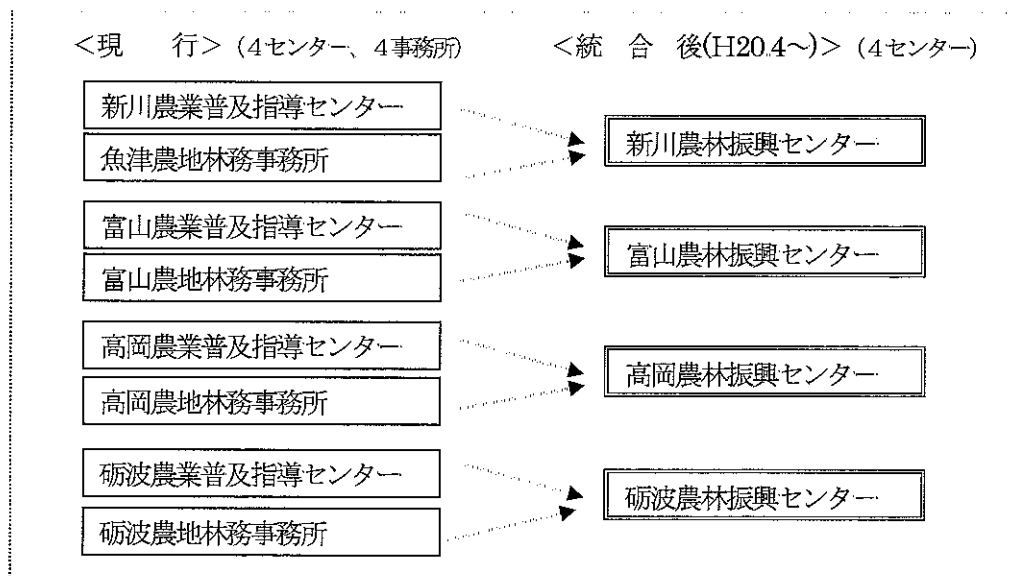 <現　行>(4センター、4事務所)
<統 合 後(H20.4~)>(4センター)
新川農業普及指導センター
魚津農地林務事務所
新川農林振興センター
富山農業普及指導センター
富山農地林務事務所
富山農林振興センター
高岡農業普及指導センター
高岡農地林務事務所
高岡農林振興センター
砺波農業普及指導センター
砺波農地林務事務所
砺波農林振興センター